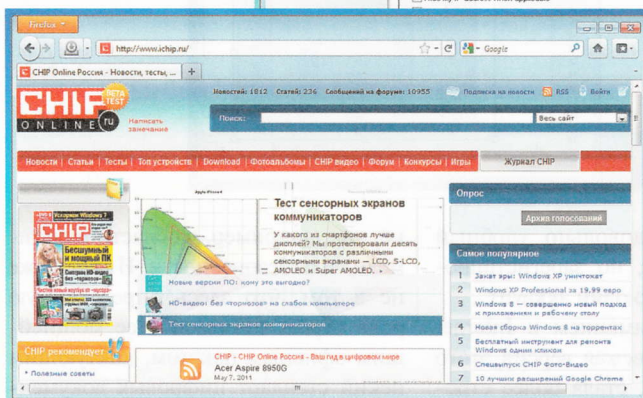 Firefox
http://www.ichip.ru/
Google
CHIP Online Россия - Новости, тесты, ...
Новостей: 1012 Статей: 236 Сообщений на форуме: 10955
Подписка на новости
RSS
Войти
CHIP
BETA TEST
ONLINE
ru
Написать замечание
Поиск:
Весь сайт
Новости | Статьи | Тесты | Топ устройств | Download | Фотоальбомы | CHIP видео | Форум | Конкурсы | Игры
Журнал CHIP
CHIP
Бесшумный
и мощный ПК
Тест сенсорных экранов
коммуникаторов
У какого из смартфонов лучше
дисплей? Мы протестировали десять
коммуникаторов с различными
сенсорными экранами — LCD, S-LCD,
AMOLED и Super AMOLED.
Новые версии ПО: кому это выгодно?
HD-видео: без «тормозов» на слабом компьютере
Тест сенсорных экранов коммуникаторов
CHIP рекомендует
Полезные советы
CHIP - CHIP Online Россия - Ваш гид в цифровом мире
Acer Aspire 8950G
May 7, 2011
Опрос
Архив голосований
Самое популярное
1 Закат эры: Windows XP уничтожат
2 Windows XP Professional за 19,99 евро
3 Windows 8 — совершенно новый подход
к приложениям и рабочему столу
4 Новая сборка Windows 8 на торрентах
5 Бесплатный инструмент для ремонта
Windows одним кликом
6 Спецвыпуск CHIP Фото-Видео
7 10 лучших расширений Google Chrome